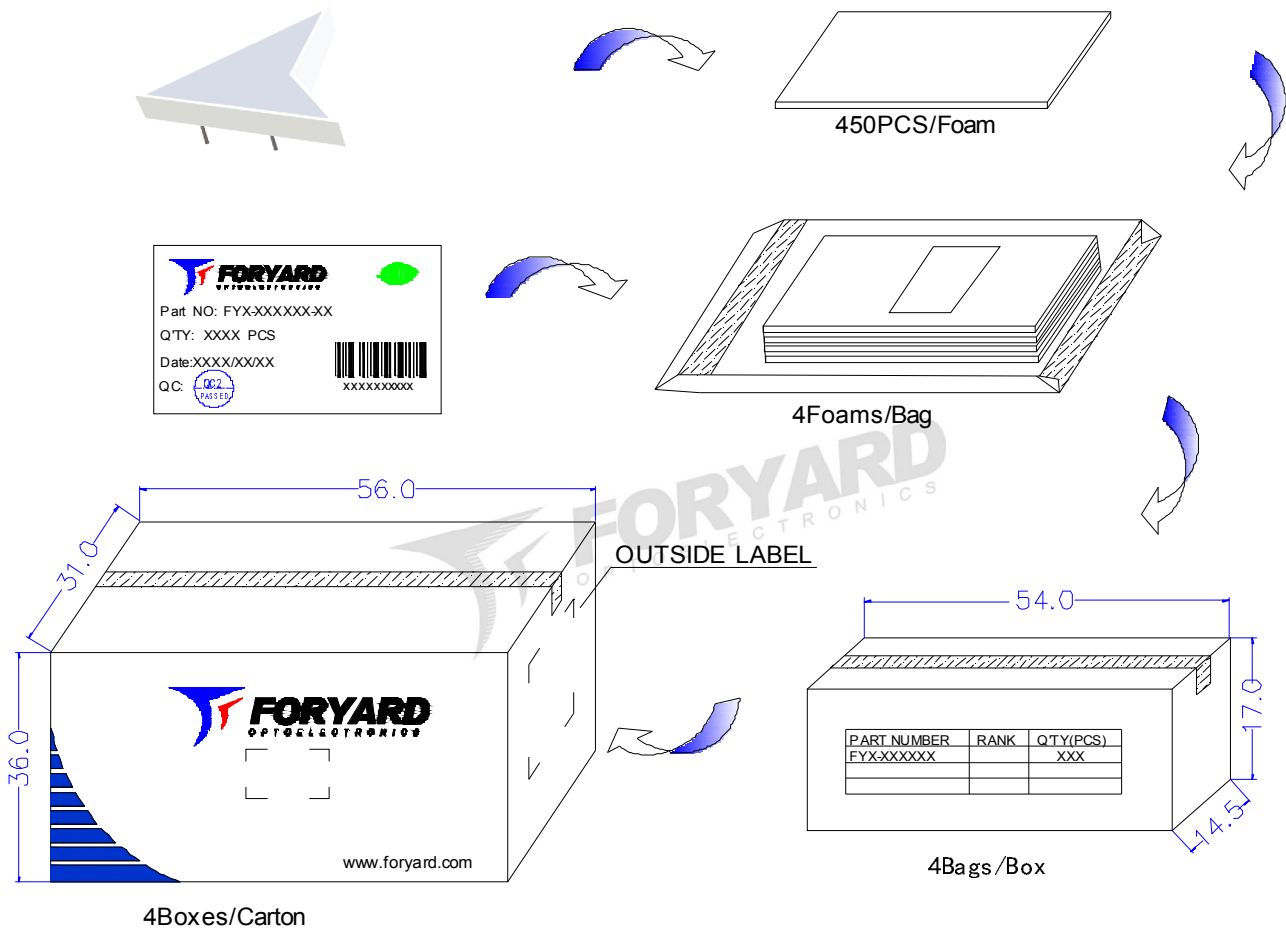 450PCS/Foam
FORYARD
OPTOELECTRONICS
Part NO: FYX-XXXXXX-XX
Q'TY: XXXX PCS
Date:XXXX/XX/XX
QC:
QC2
PASSED
XXXXXXXXXX
4Foams/Bag
FORYARD
OPTOELECTRONICS
56.0
31.0
36.0
OUTSIDE LABEL
FORYARD
OPTOELECTRONICS
www.foryard.com
4Boxes/Carton
54.0
17.0
14.5
PART NUMBER RANK Q'TY(PCS)
FYX-XXXXXX XXX
4Bags/Box